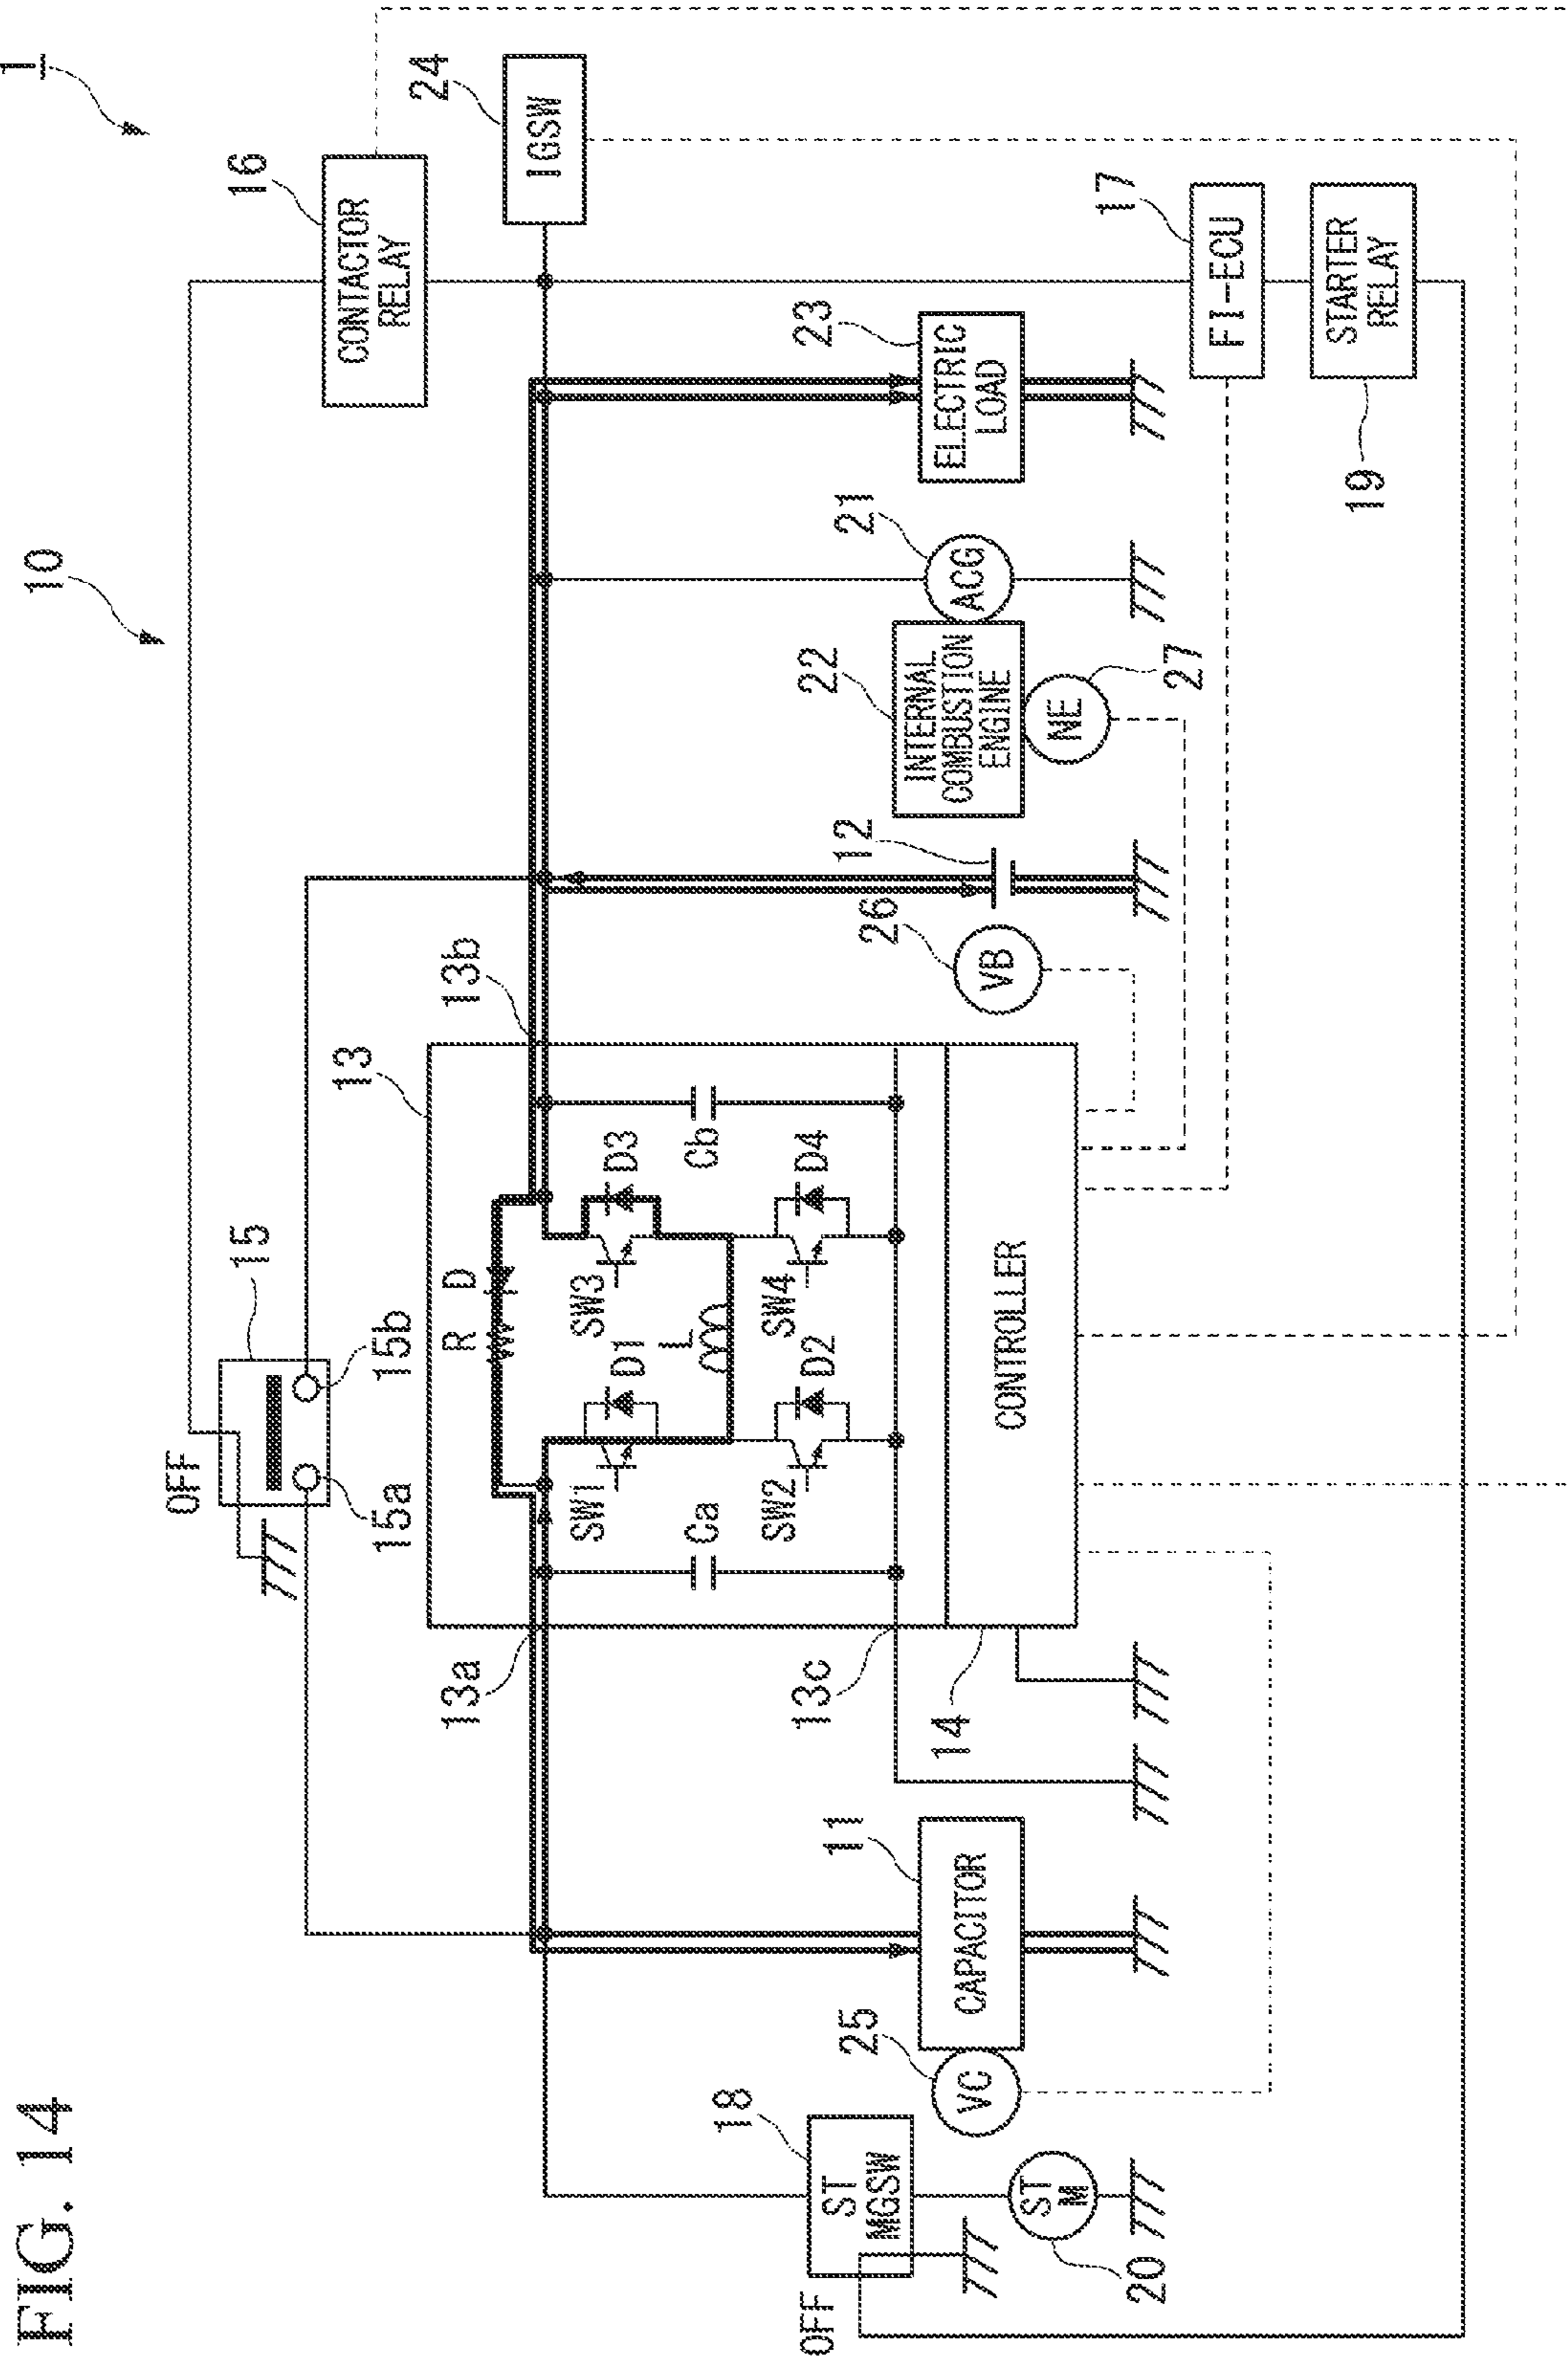 FIG. 14
1
10
OFF
15
15a
15b
16
CONTACTOR
RELAY
24
IGSW
13
13a
13b
13c
R
D
SW1
D1
SW3
D3
L
Ca
Cb
SW2
D2
SW4
D4
14
CONTROLLER
11
CAPACITOR
25
VC
18
ST
MGSW
OFF
ST
M
20
26
VB
12
22
INTERNAL
COMBUSTION
ENGINE
21
ACG
27
NE
23
ELECTRIC
LOAD
17
FI-ECU
STARTER
RELAY
19